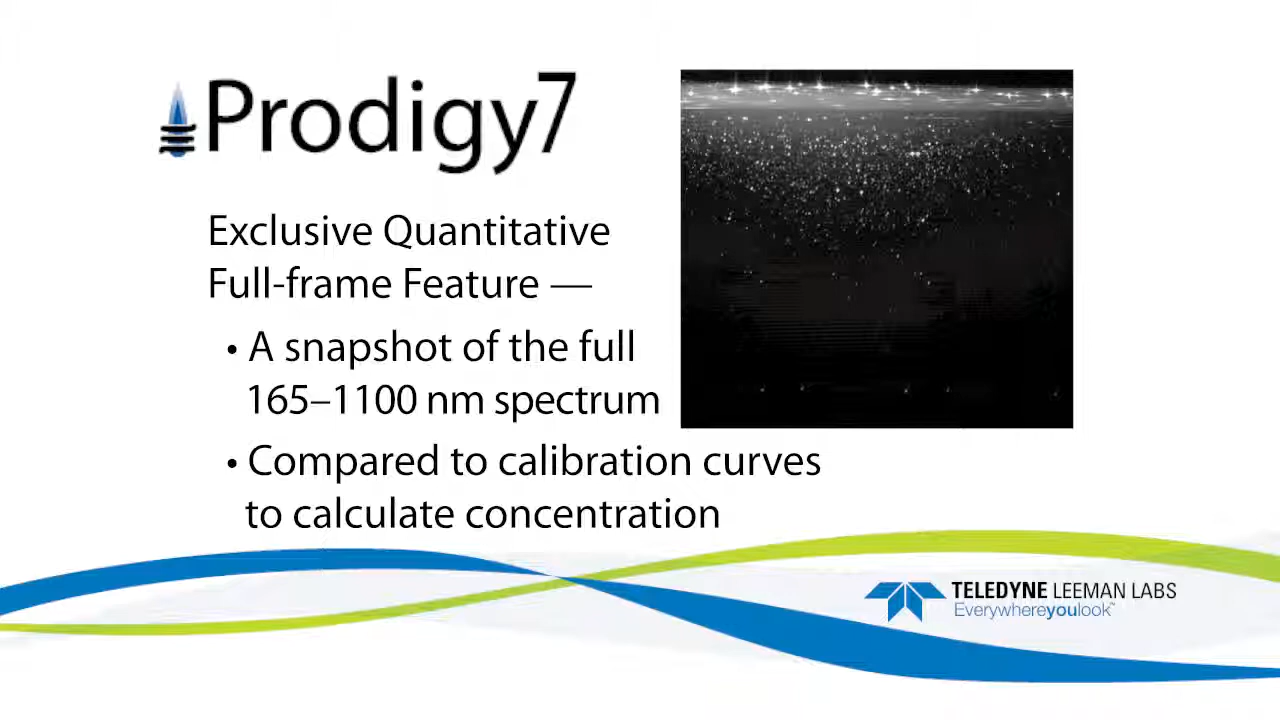 Prodigy7
Exclusive Quantitative
Full-frame Feature —
• A snapshot of the full
165–1100 nm spectrum
• Compared to calibration curves
to calculate concentration
TELEDYNE LEEMAN LABS
Everywhereyoulook™